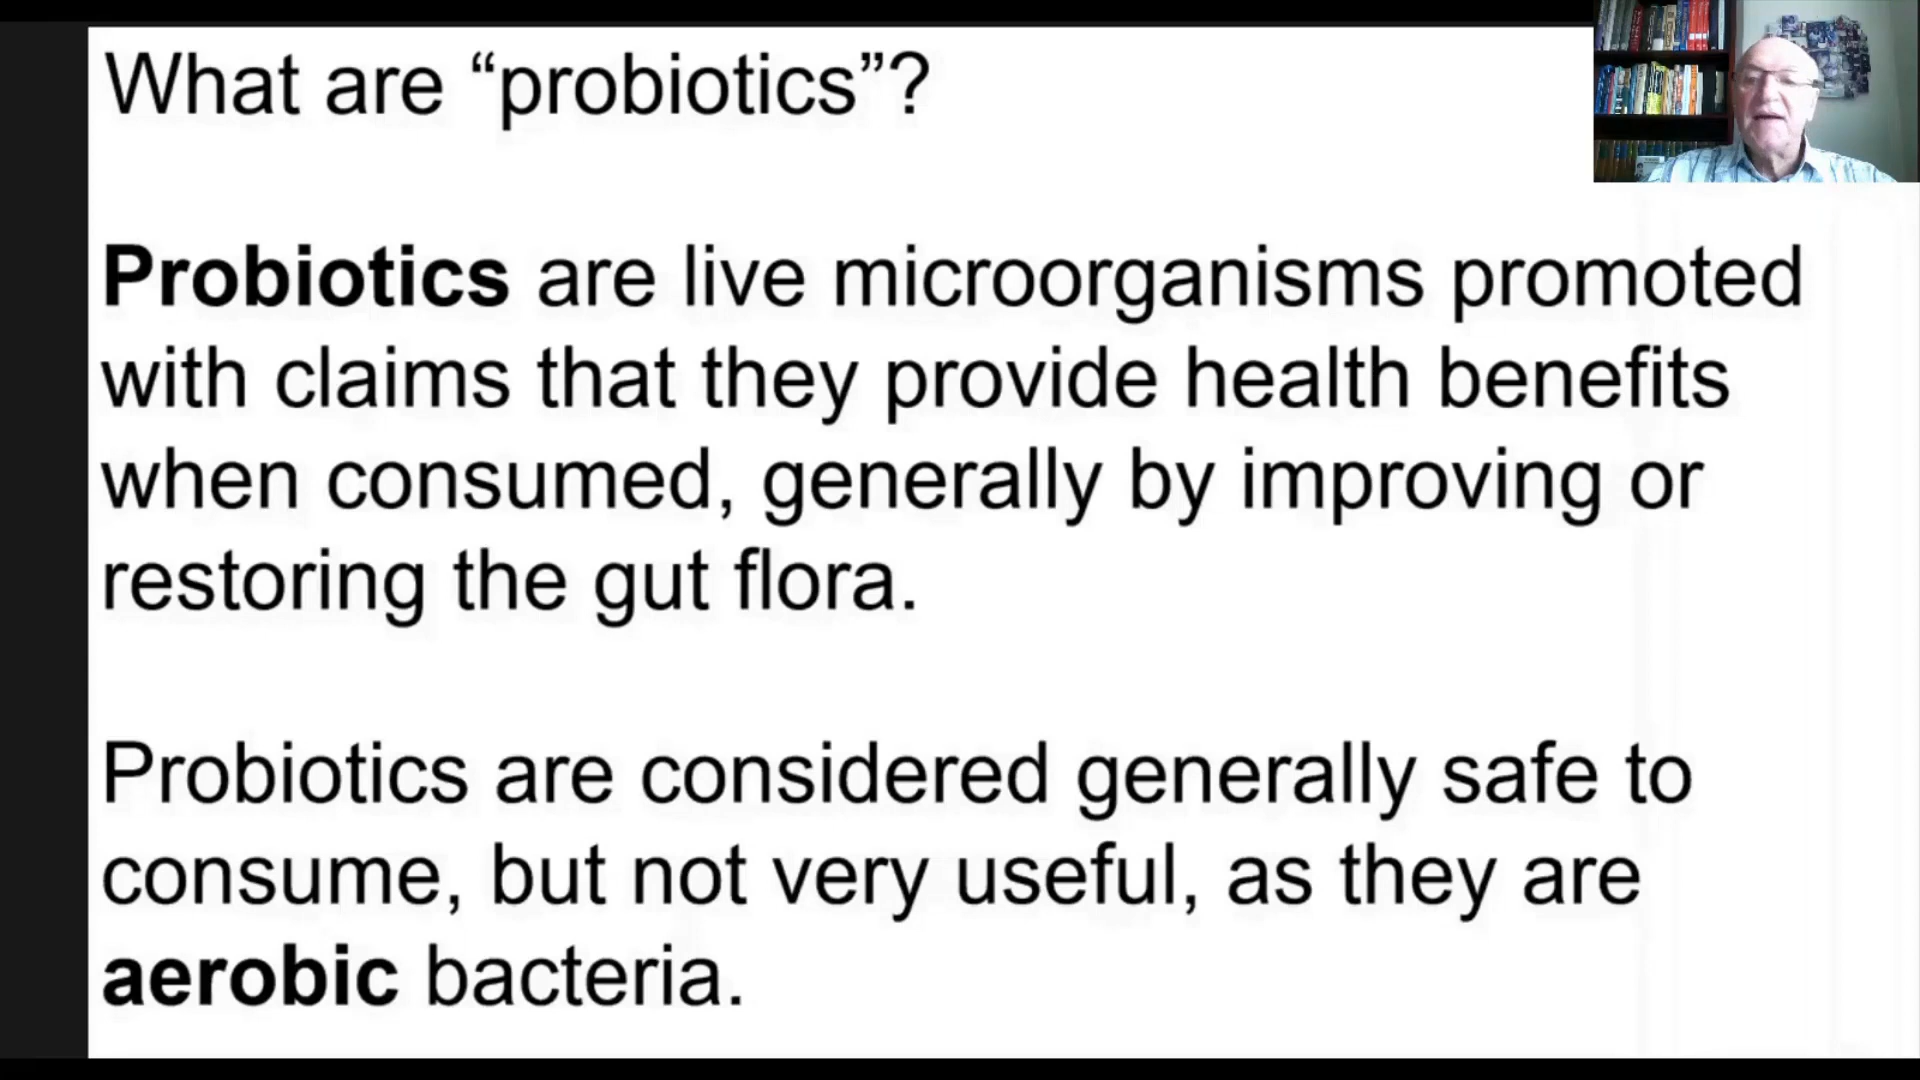 What are “probiotics”?
Probiotics are live microorganisms promoted
with claims that they provide health benefits
when consumed, generally by improving or
restoring the gut flora.
Probiotics are considered generally safe to
consume, but not very useful, as they are
aerobic bacteria.